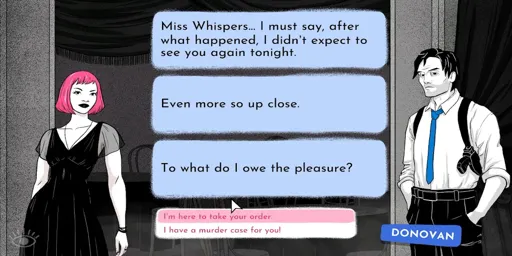 Miss Whispers... I must say, after
what happened, I didn't expect to
see you again tonight.
Even more so up close.
To what do I owe the pleasure?
I'm here to take your order
I have a murder case for you!
DONOVAN